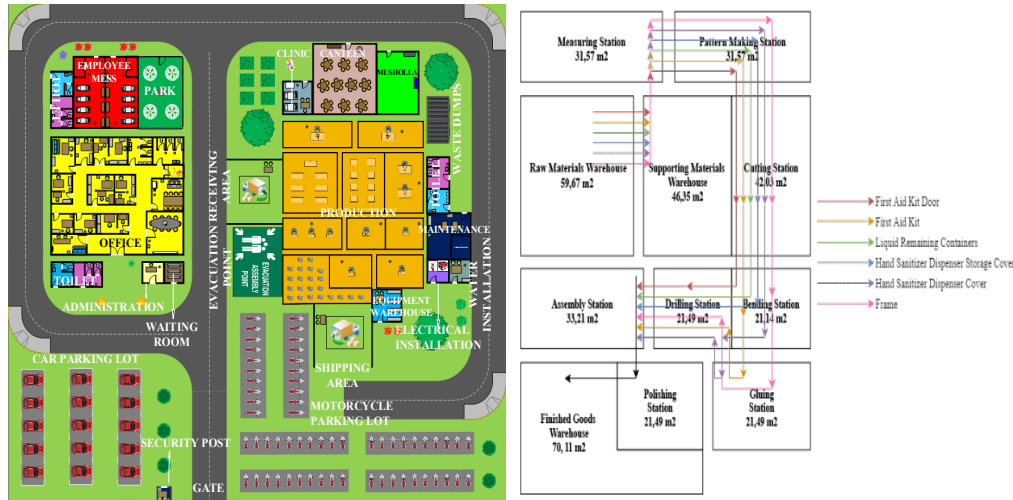 CLINIC
CANTEEN
MUSHOLLA
EMPLOYEE
MESS
PARK
TOILET
WASTE DUMPS
EVACUATION RECEIVING
AREA
POINT
TOILET
PRODUCTION
MAINTENANCE
OFFICE
EVACUATION
ASSEMBLY
POINT
TOILET
WATER
INSTALLATION
ADMINISTRATION
EQUIPMENT
WAREHOUSE
WAITING
ROOM
ELECTRICAL
INSTALLATION
CAR PARKING LOT
SHIPPING
AREA
MOTORCYCLE
PARKING LOT
SECURITY POST
GATE
Measuring Station
31,57 m2
Pattern Making Station
31,57 m2
Raw Materials Warehouse
59,67 m2
Supporting Materials
Warehouse
46,35 m2
Cutting Station
42,03 m2
First Aid Kit Door
First Aid Kit
Liquid Remaining Containers
Hand Sanitizer Dispenser Storage Cover
Hand Sanitizer Dispenser Cover
Frame
Assembly Station
33,21 m2
Drilling Station
21,49 m2
Bending Station
21,14 m2
Polishing
Station
21,49 m2
Gluing
Station
21,49 m2
Finished Goods
Warehouse
70, 11 m2